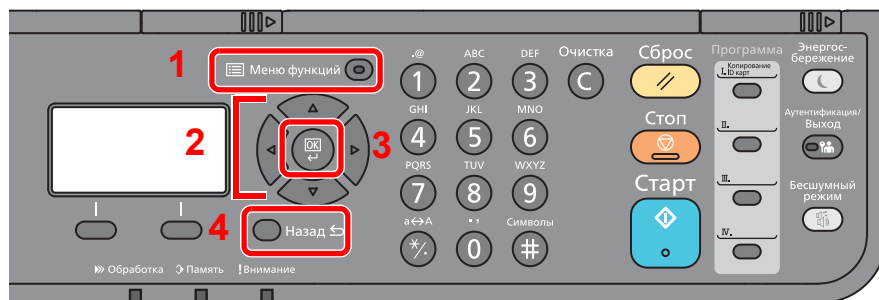 1
Меню функций
2
OK
3
4
Назад
Обработка
Память
!Внимание
.@
ABC
DEF
Очистка
1
2
3
C
GHI
JKL
MNO
4
5
6
PQRS
TUV
WXYZ
7
8
9
a↔A
.,
Символы
*/.
0
#
Сброс
Стоп
Старт
Программа
I. Копирование
ID карт
II.
III.
IV.
Энергос-
бережение
Аутентификация/
Выход
Бесшумный
режим